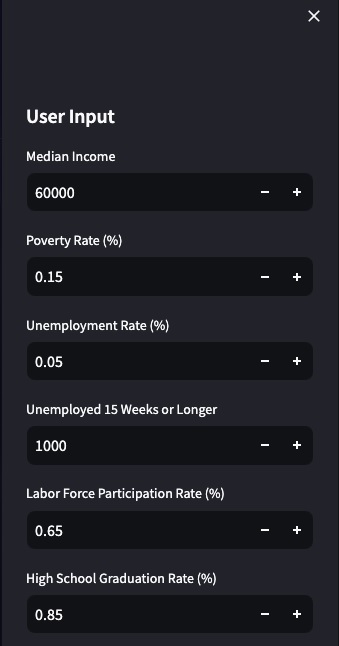 User Input
Median Income
60000
Poverty Rate (%)
0.15
Unemployment Rate (%)
0.05
Unemployed 15 Weeks or Longer
1000
Labor Force Participation Rate (%)
0.65
High School Graduation Rate (%)
0.85